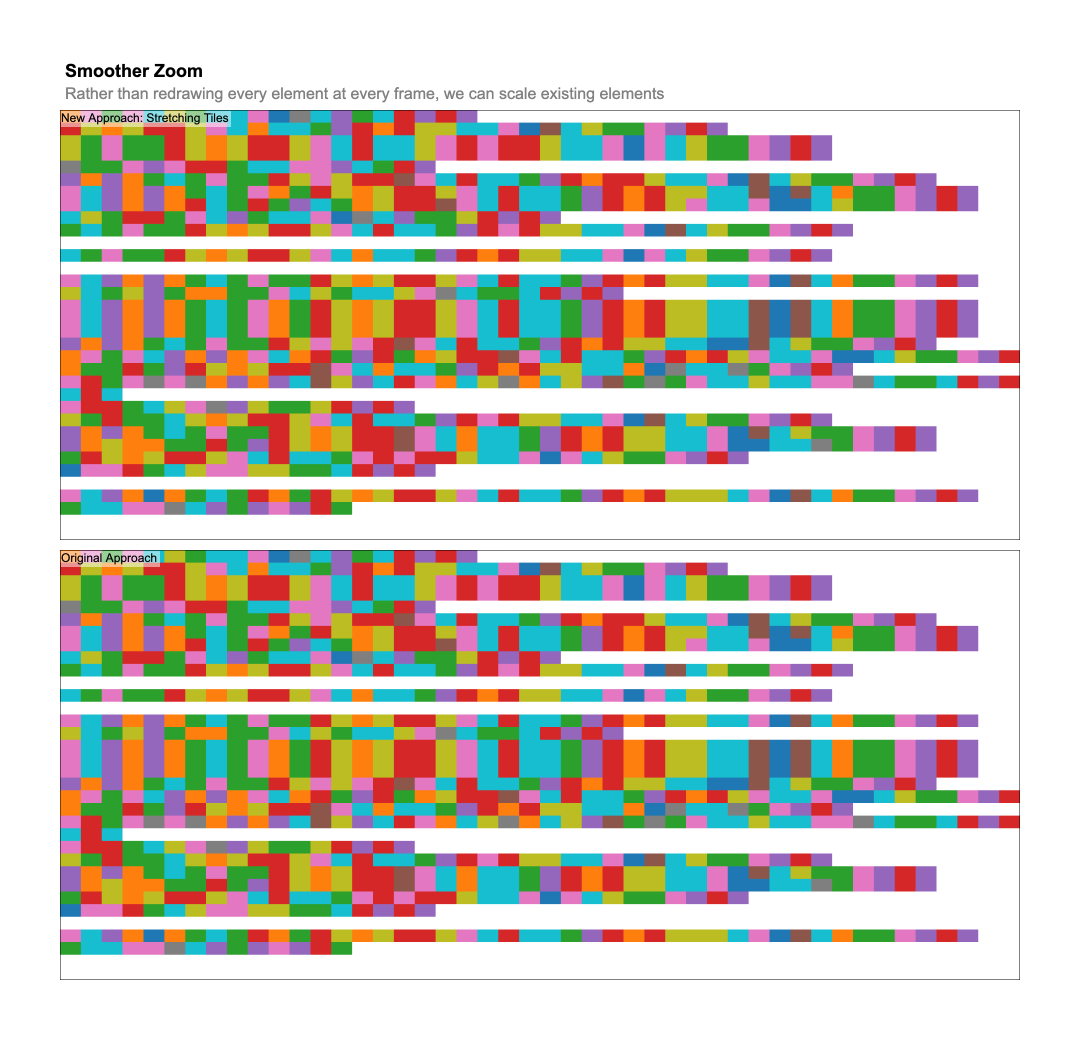 Smoother Zoom
Rather than redrawing every element at every frame, we can scale existing elements
New Approach: Stretching Tiles
Original Approach